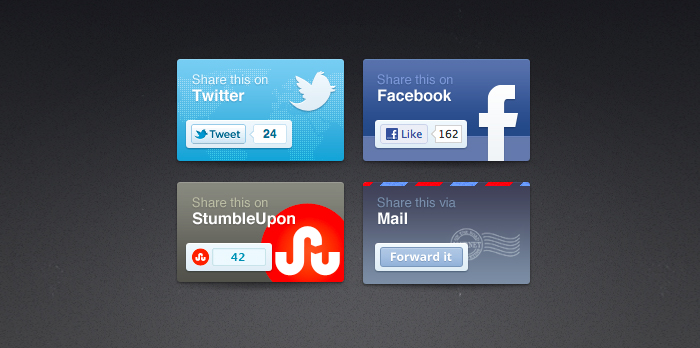 Share this on
Twitter
Tweet
24
Share this on
Facebook
Like
162
Share this on
StumbleUpon
42
Share this via
Mail
Forward it